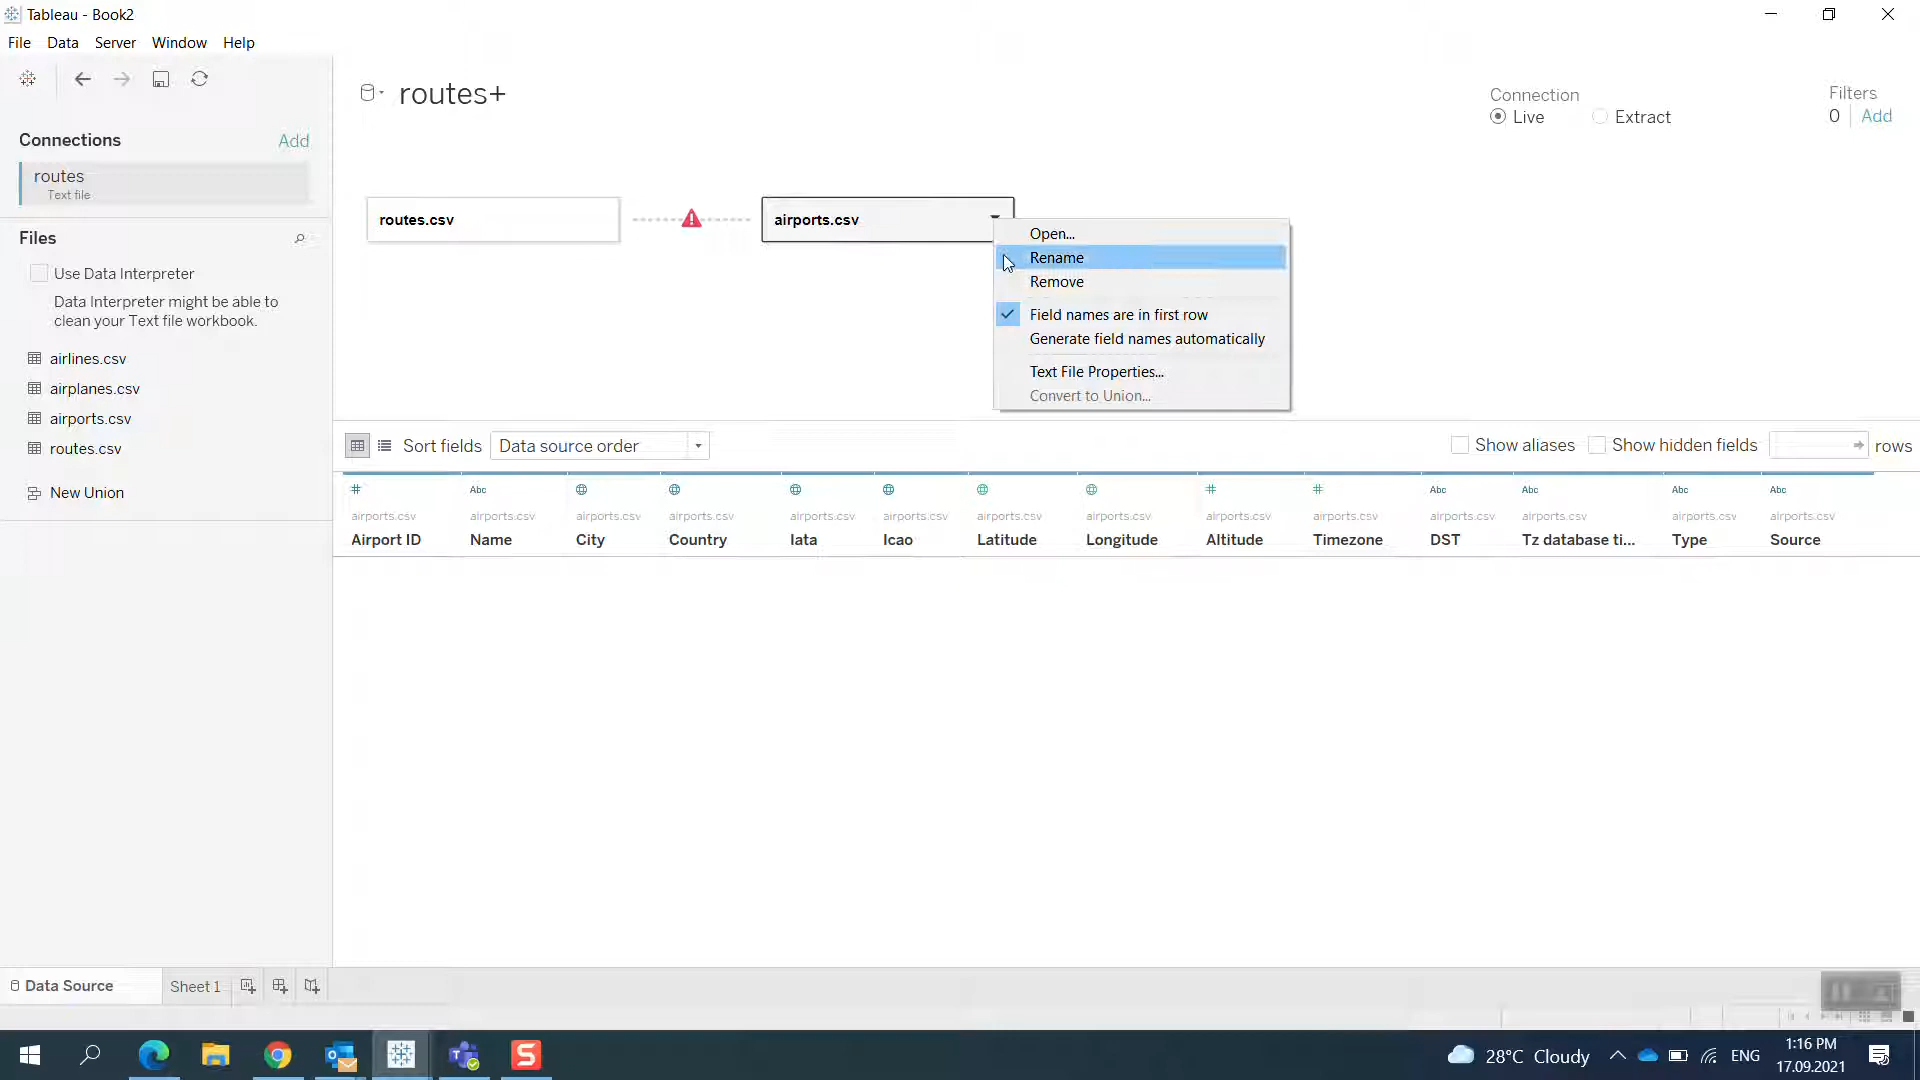 Tableau - Book2
File Data Server Window Help
routes+
Connection
Live Extract
Filters
0 Add
Connections Add
routes
Text file
Files
Use Data Interpreter
Data Interpreter might be able to
clean your Text file workbook.
airlines.csv
airplanes.csv
airports.csv
routes.csv
New Union
routes.csv
airports.csv
Open...
Rename
Remove
Field names are in first row
Generate field names automatically
Text File Properties...
Convert to Union...
Sort fields Data source order Show aliases Show hidden fields rows
# Abc # # Abc Abc Abc Abc
airports.csv airports.csv airports.csv airports.csv airports.csv airports.csv airports.csv airports.csv airports.csv airports.csv airports.csv airports.csv airports.csv airports.csv
Airport ID Name City Country Iata Icao Latitude Longitude Altitude Timezone DST Tz database ti... Type Source
Data Source Sheet 1
28°C Cloudy ENG
1:16 PM
17.09.2021